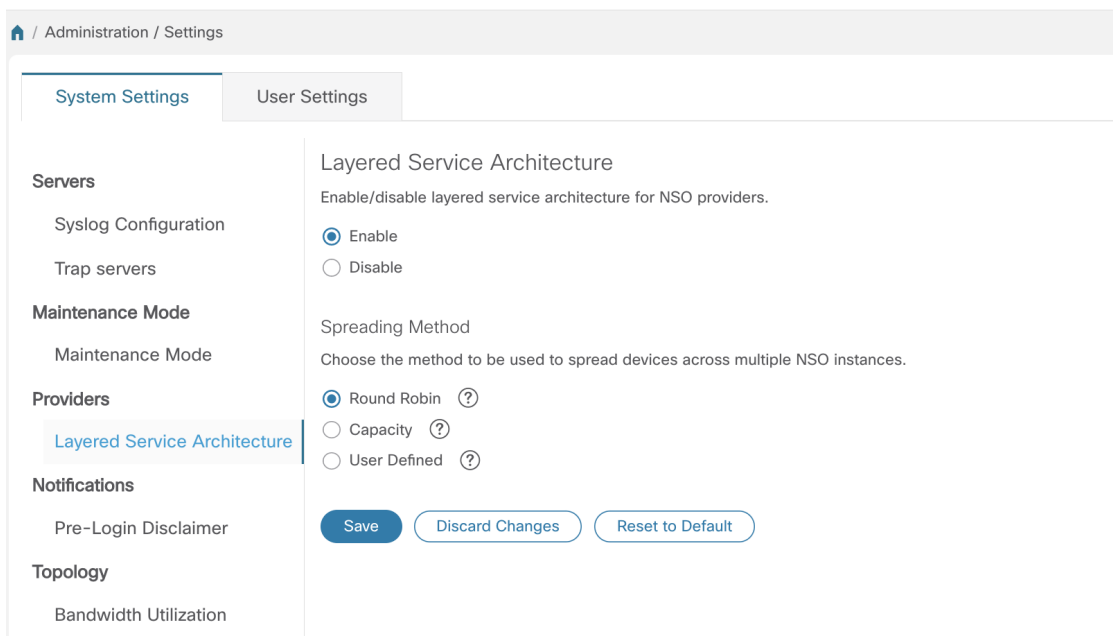 / Administration / Settings
System Settings
User Settings
Servers
Syslog Configuration
Trap servers
Maintenance Mode
Maintenance Mode
Providers
Layered Service Architecture
Notifications
Pre-Login Disclaimer
Topology
Bandwidth Utilization
Layered Service Architecture
Enable/disable layered service architecture for NSO providers.
Enable
Disable
Spreading Method
Choose the method to be used to spread devices across multiple NSO instances.
Round Robin ?
Capacity ?
User Defined ?
Save
Discard Changes
Reset to Default